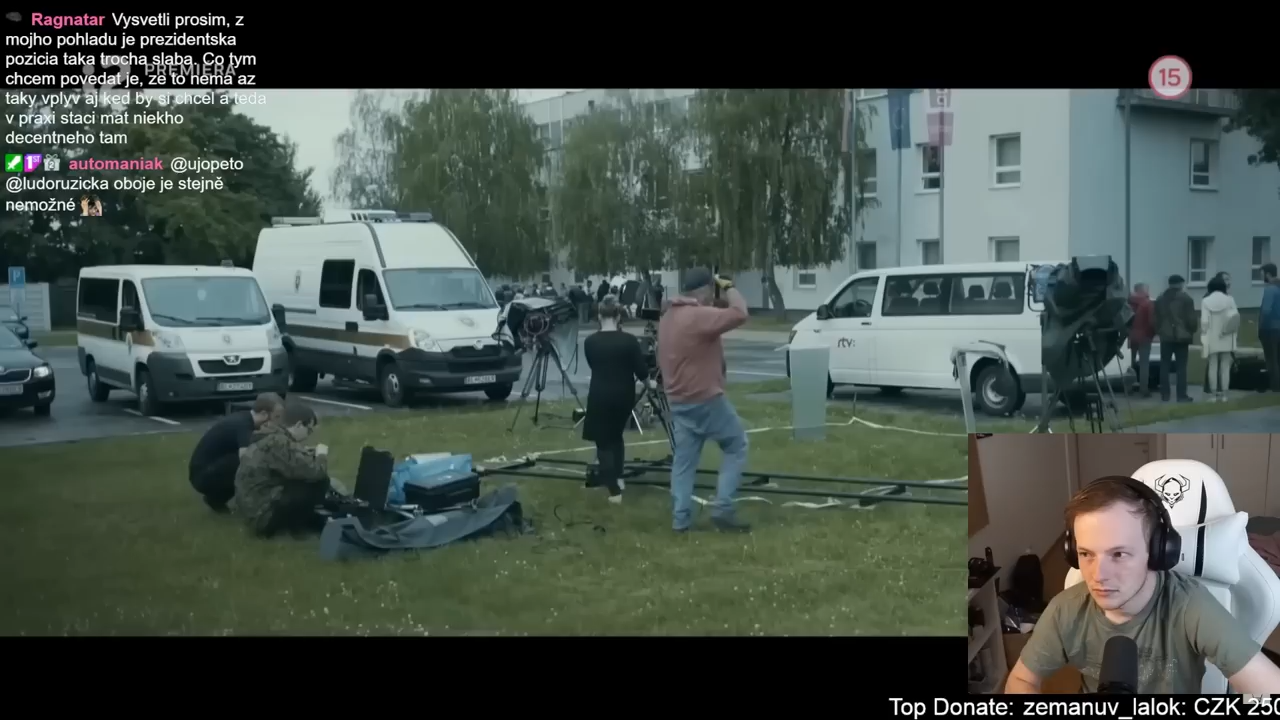 Ragnatar Vysvetli prosim, z
mojho pohladu je prezidentska
pozicia taka trocha slaba. Co tym
chcem povedat je, ze to nema az
taky vplyv aj ked by si chcel a teda
v praxi staci mat niekho
decentneho tam
automaniak @ujopeto
@ludoruzicka oboje je stejně
nemožné
PREMIÉRA
15
rtv:
Top Donate: zemanuv_lalok: CZK 250